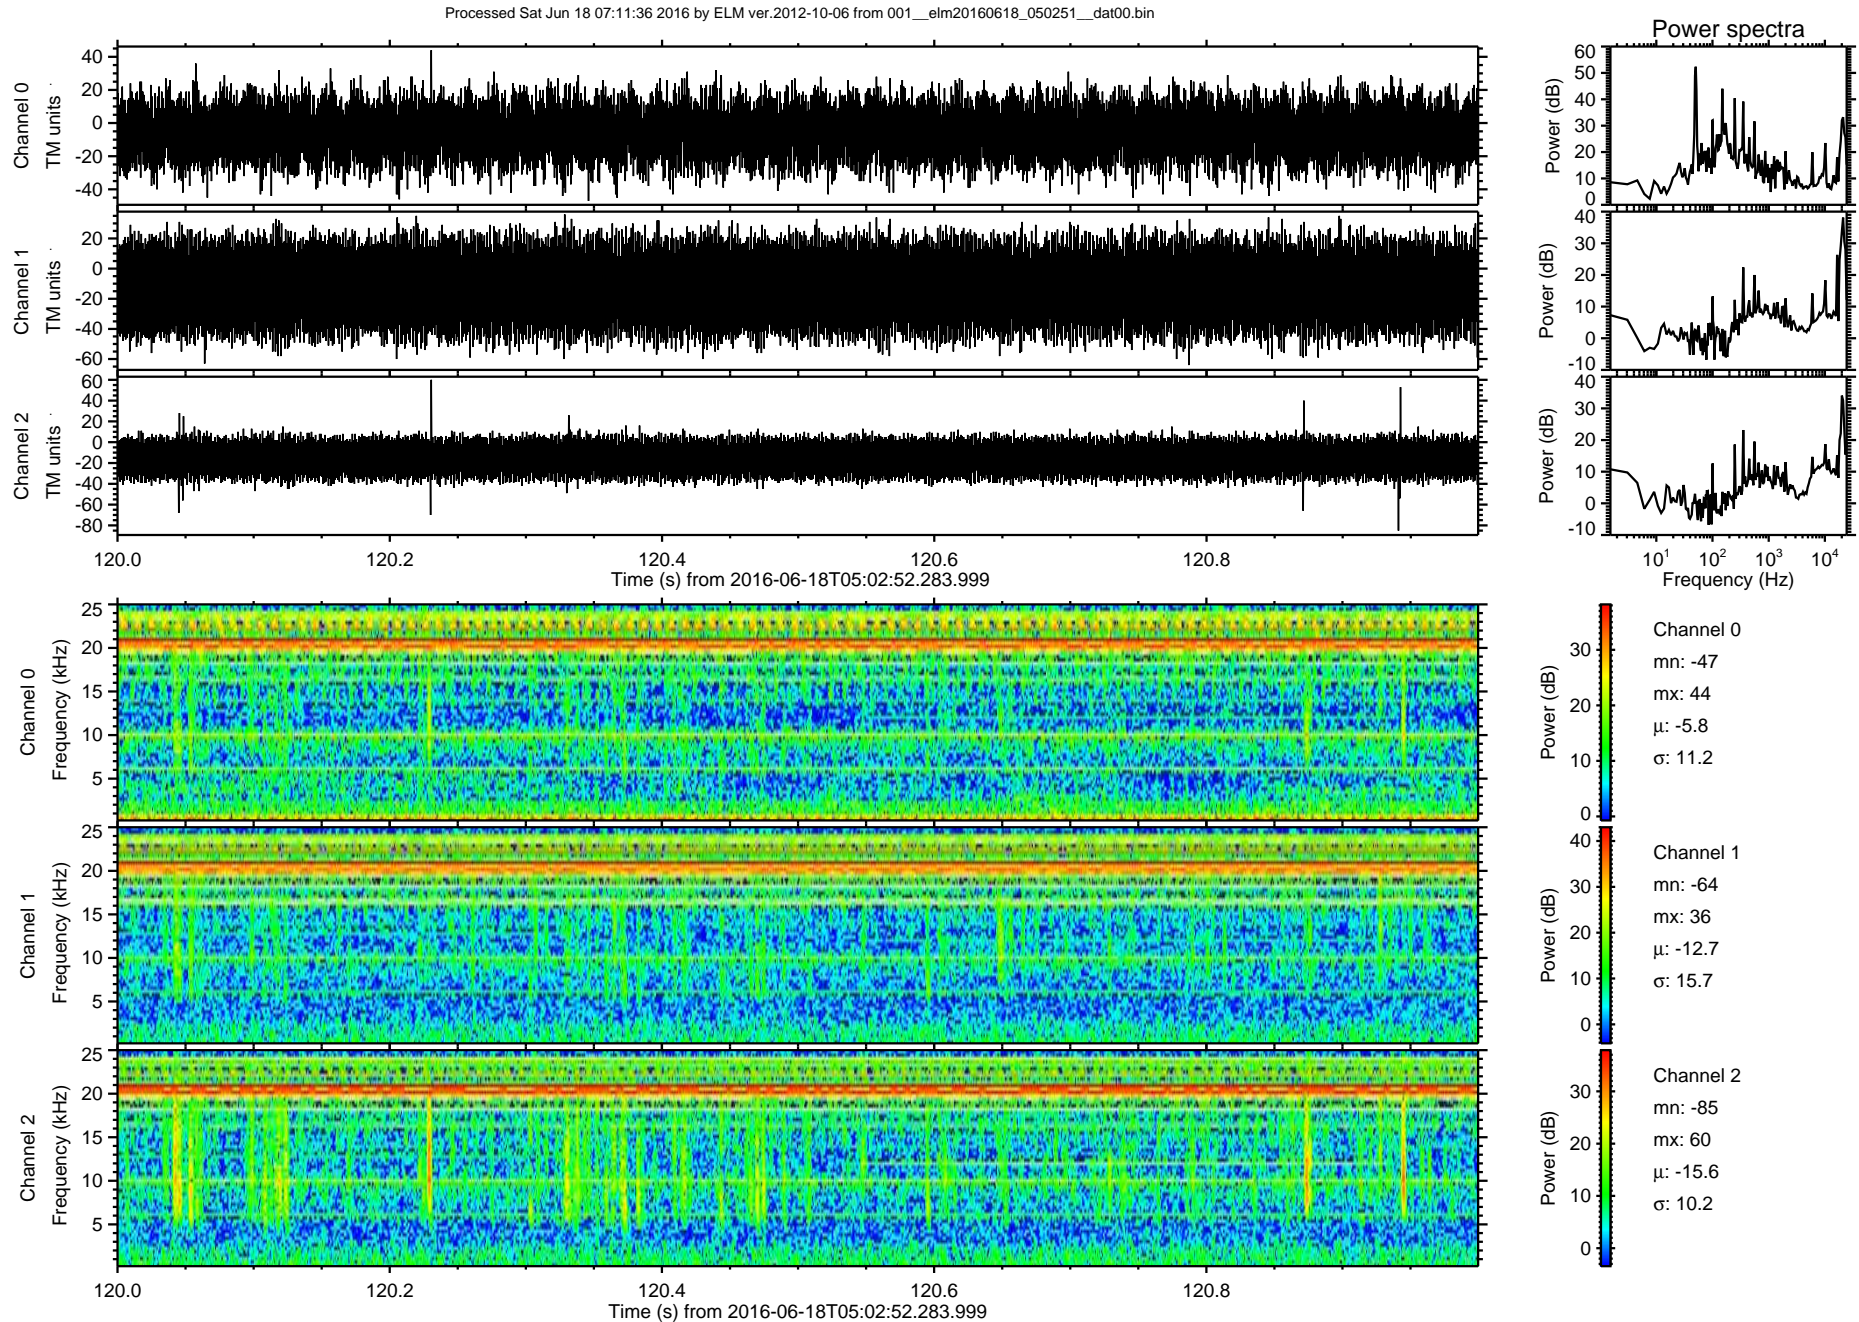 Processed Sat Jun 18 07:11:36 2016 by ELM ver.2012-10-06 from 001__elm20160618_050251__dat00.bin
Power spectra
Channel 0
TM units
40
20
0
-20
-40
Power (dB)
60
50
40
30
20
10
0
Channel 1
TM units
20
0
-20
-40
-60
Power (dB)
40
30
20
10
0
-10
Channel 2
TM units
60
40
20
0
-20
-40
-60
-80
Power (dB)
40
30
20
10
0
-10
120.0 120.2 120.4 120.6 120.8
Time (s) from 2016-06-18T05:02:52.283.999
10^1 10^2 10^3 10^4
Frequency (Hz)
Channel 0
Frequency (kHz)
25
20
15
10
5
Power (dB)
30
20
10
0
Channel 0
mn: -47
mx: 44
μ: -5.8
σ: 11.2
Channel 1
Frequency (kHz)
25
20
15
10
5
Power (dB)
40
30
20
10
0
Channel 1
mn: -64
mx: 36
μ: -12.7
σ: 15.7
Channel 2
Frequency (kHz)
25
20
15
10
5
Power (dB)
30
20
10
0
Channel 2
mn: -85
mx: 60
μ: -15.6
σ: 10.2
120.0 120.2 120.4 120.6 120.8
Time (s) from 2016-06-18T05:02:52.283.999